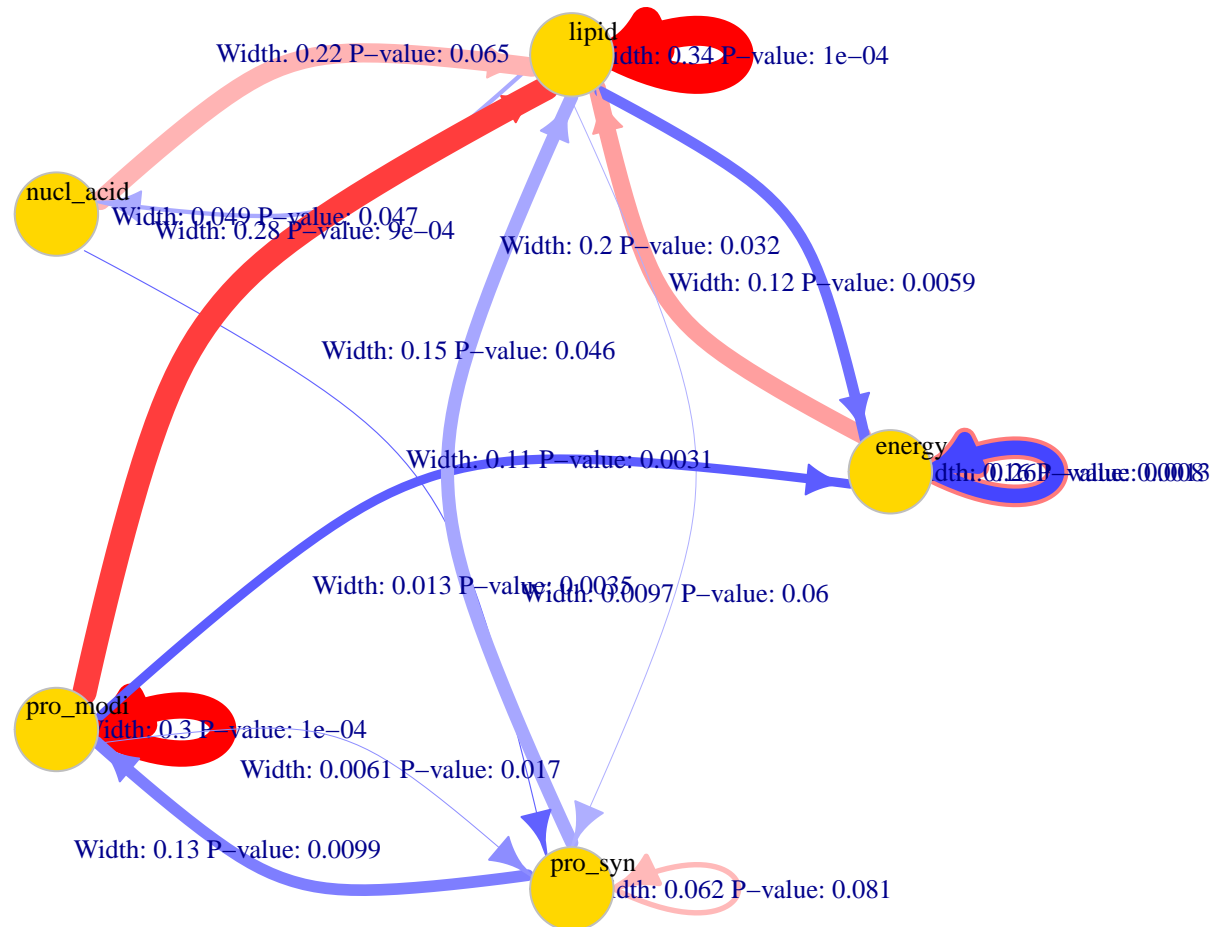 lipid
Width: 0.22 P−value: 0.065
idth: 0.34 P−value: 1e−04
nucl_acid
Width: 0.049 P−value: 0.047
Width: 0.28 P−value: 9e−04
Width: 0.2 P−value: 0.032
Width: 0.12 P−value: 0.0059
Width: 0.15 P−value: 0.046
energy
Width: 0.11 P−value: 0.0031
Width: 0.013 P−value: 0.0035
Width: 0.0097 P−value: 0.06
pro_modi
idth: 0.3 P−value: 1e−04
Width: 0.0061 P−value: 0.017
Width: 0.13 P−value: 0.0099
pro_syn
dth: 0.062 P−value: 0.081